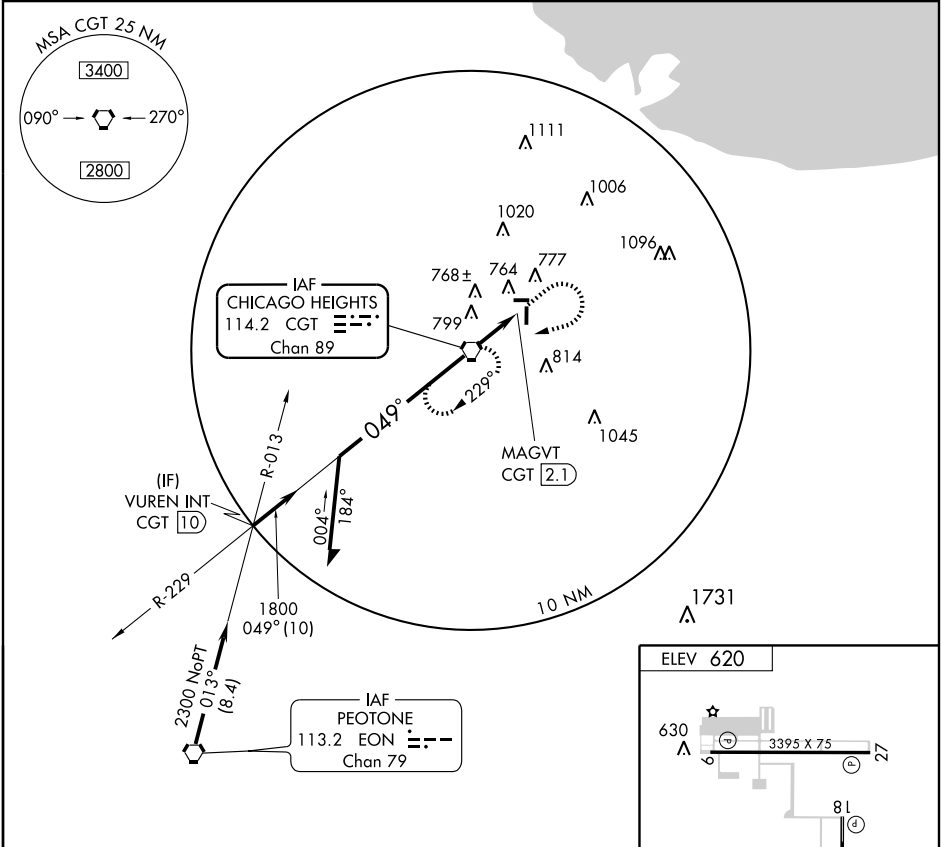 MSA CGT 25 NM
3400
090°
270°
2800
1111
1006
1020
1096
768±
764
777
799
814
1045
IAF
CHICAGO HEIGHTS
114.2 CGT
Chan 89
229°
049°
MAGVT
CGT 2.1
R-013
(IF)
VUREN INT
CGT 10
004°
184°
R-229
1800
049° (10)
10 NM
1731
2300 NoPT
013°
(8.4)
IAF
PEOTONE
113.2 EON
Chan 79
ELEV 620
630
P
3395 X 75
9
27
P
18
P